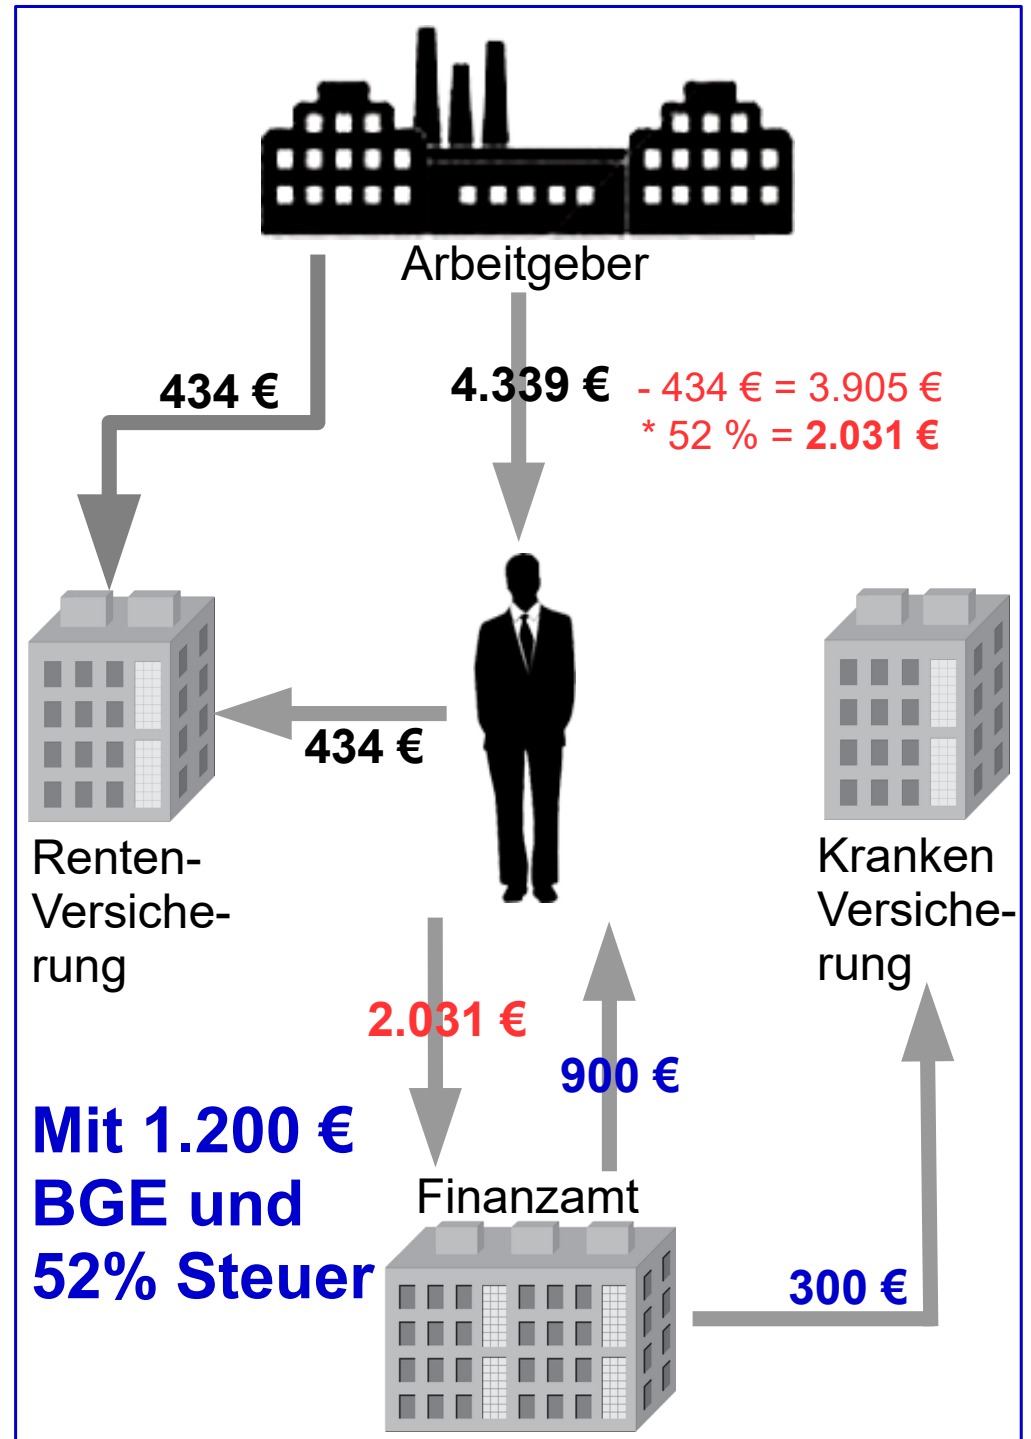 Arbeitgeber
434 €
4.339 €
- 434 € = 3.905 €
* 52 % = 2.031 €
434 €
Renten-
Versiche-
rung
Kranken
Versiche-
rung
2.031 €
900 €
Mit 1.200 €
BGE und
52% Steuer
Finanzamt
300 €